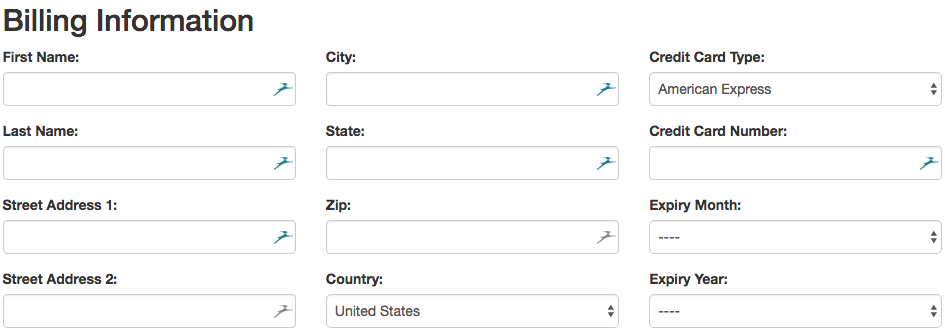 Billing Information
First Name:
City:
Credit Card Type:
American Express
Last Name:
State:
Credit Card Number:
Street Address 1:
Zip:
Expiry Month:
----
Street Address 2:
Country:
United States
Expiry Year:
----